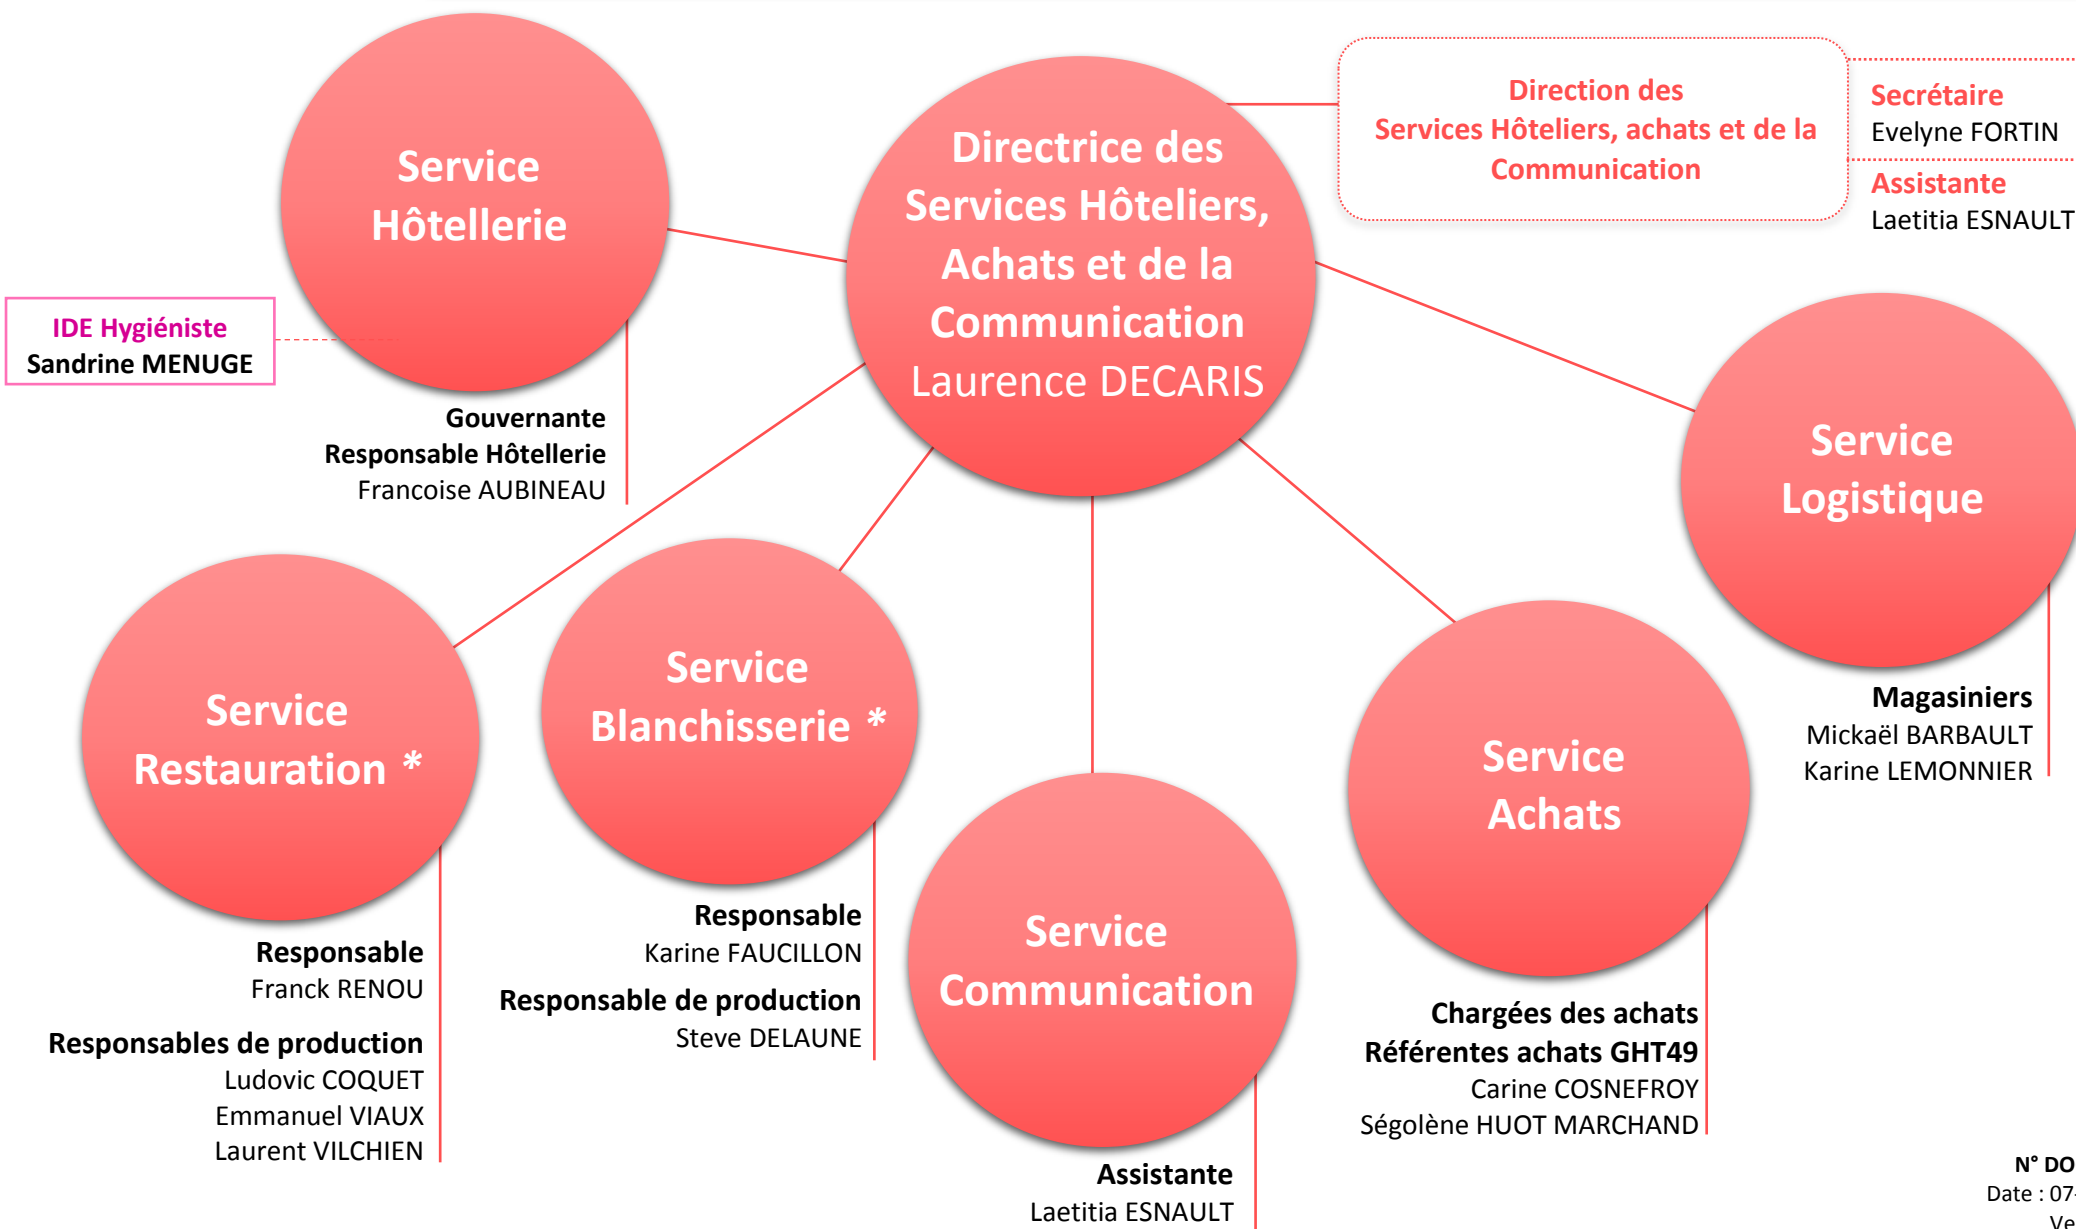 Service
Hôtellerie
Directrice des
Services Hôteliers,
Achats et de la
Communication
Laurence DECARIS
Direction des
Services Hôteliers, achats et de la
Communication
Secrétaire
Evelyne FORTIN
Assistante
Laetitia ESNAULT
IDE Hygiéniste
Sandrine MENUGE
Gouvernante
Responsable Hôtellerie
Francoise AUBINEAU
Service
Logistique
Magasiniers
Mickaël BARBAULT
Karine LEMONNIER
Service
Restauration *
Responsable
Franck RENOU
Responsables de production
Ludovic COQUET
Emmanuel VIAUX
Laurent VILCHIEN
Service
Blanchisserie *
Responsable
Karine FAUCILLON
Responsable de production
Steve DELAUNE
Service
Communication
Assistante
Laetitia ESNAULT
Service
Achats
Chargées des achats
Référentes achats GHT49
Carine COSNEFROY
Ségolène HUOT MARCHAND
N° DO
Date : 07-
Ve